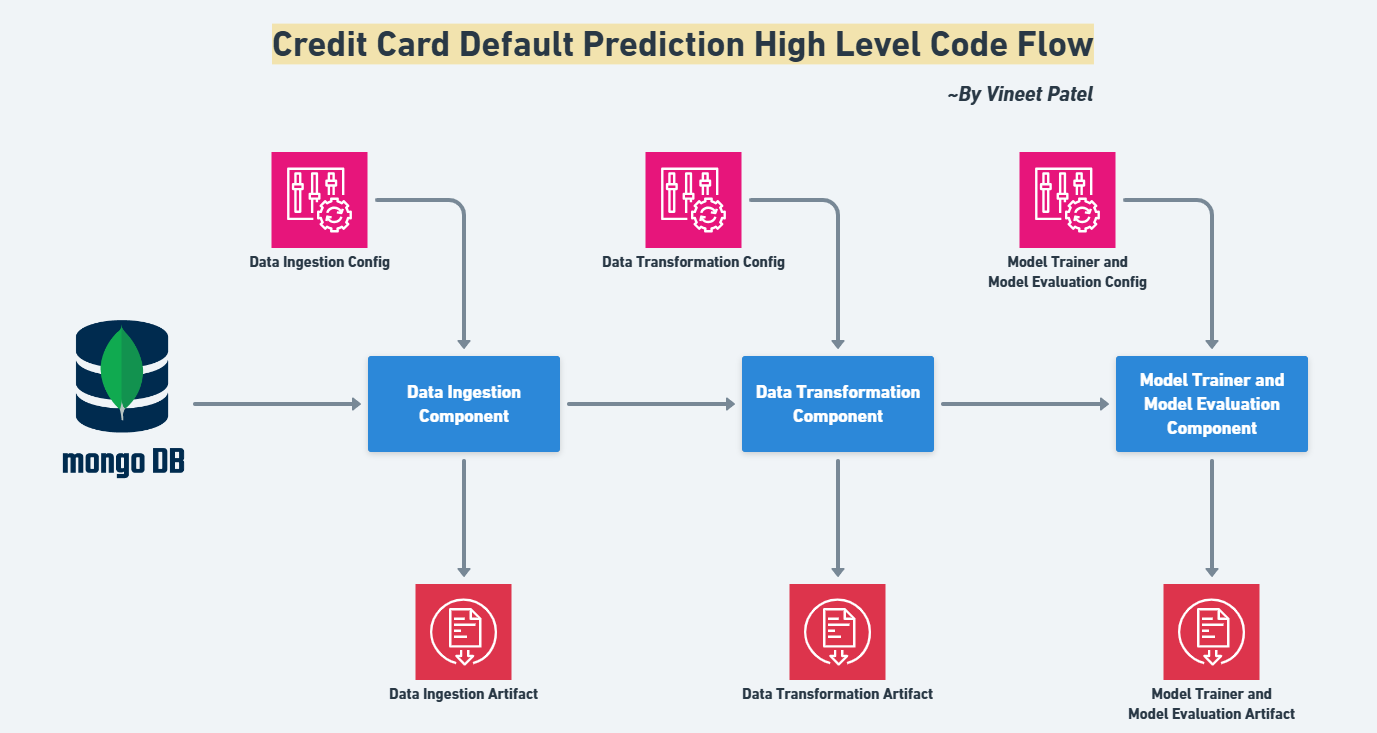 Credit Card Default Prediction High Level Code Flow
~By Vineet Patel
Data Ingestion Config
Data Transformation Config
Model Trainer and
Model Evaluation Config
mongo DB
Data Ingestion
Component
Data Transformation
Component
Model Trainer and
Model Evaluation
Component
Data Ingestion Artifact
Data Transformation Artifact
Model Trainer and
Model Evaluation Artifact